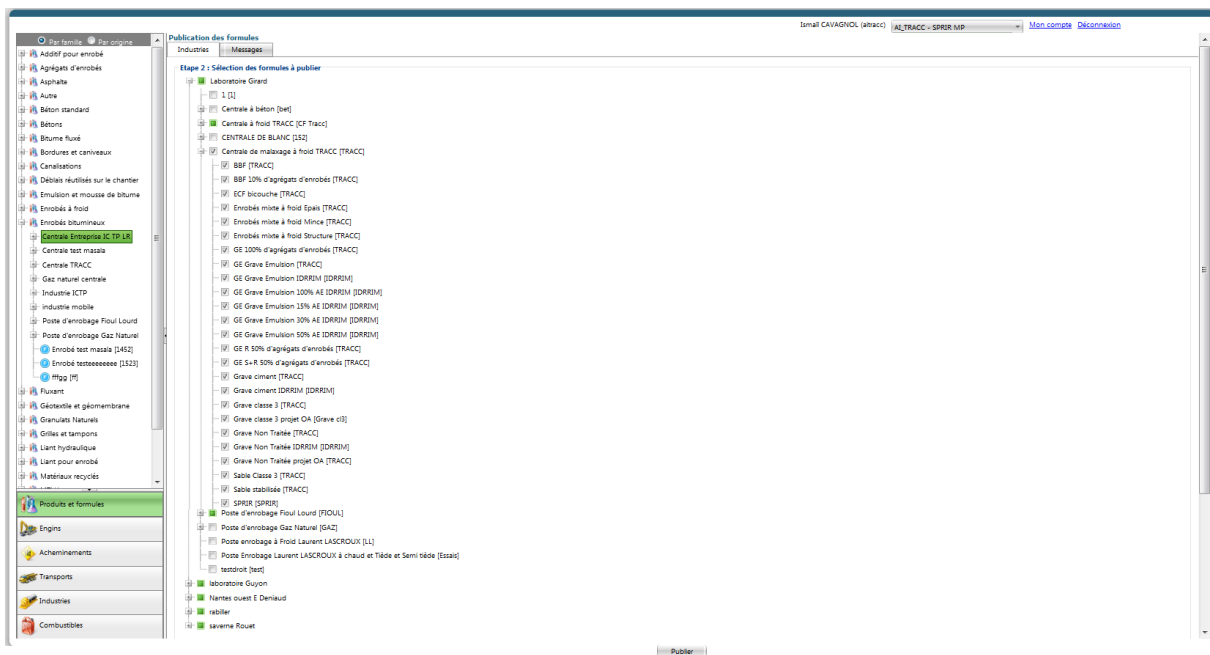 Ismaïl CAVAGNOL (aitracc)
AI_TRACC - SPRIR MP
Mon compte
Déconnexion
Par famille
Par origine
Additif pour enrobé
Agrégats d'enrobés
Asphalte
Autre
Béton standard
Bétons
Bitume fluxé
Bordures et caniveaux
Canalisations
Déblais réutilisés sur le chantier
Emulsion et mousse de bitume
Enrobés à froid
Enrobés bitumineux
Centrale Entreprise IC TP LR
Centrale test masala
Centrale TRACC
Gaz naturel centrale
Industrie ICTP
industrie mobile
Poste d'enrobage Fioul Lourd
Poste d'enrobage Gaz Naturel
Enrobé test masala [1452]
Enrobé testeeeeeee [1523]
fffgg [ff]
Fluxant
Géotextile et géomembrane
Granulats Naturels
Grilles et tampons
Liant hydraulique
Liant pour enrobé
Matériaux recyclés
Produits et formules
Engins
Acheminements
Transports
Industries
Combustibles
Publication des formules
Industries
Messages
Etape 2 : Sélection des formules à publier
Laboratoire Girard
1 [1]
Centrale à béton [bet]
Centrale à froid TRACC [CF Tracc]
CENTRALE DE BLANC [152]
Centrale de malaxage à froid TRACC [TRACC]
BBF [TRACC]
BBF 10% d'agrégats d'enrobés [TRACC]
ECF bicouche [TRACC]
Enrobés mixte à froid Epais [TRACC]
Enrobés mixte à froid Mince [TRACC]
Enrobés mixte à froid Structure [TRACC]
GE 100% d'agrégats d'enrobés [TRACC]
GE Grave Emulsion [TRACC]
GE Grave Emulsion IDRRIM [IDRRIM]
GE Grave Emulsion 100% AE IDRRIM [IDRRIM]
GE Grave Emulsion 15% AE IDRRIM [IDRRIM]
GE Grave Emulsion 30% AE IDRRIM [IDRRIM]
GE Grave Emulsion 50% AE IDRRIM [IDRRIM]
GE R 50% d'agrégats d'enrobés [TRACC]
GE S+R 50% d'agrégats d'enrobés [TRACC]
Grave ciment [TRACC]
Grave ciment IDRRIM [IDRRIM]
Grave classe 3 [TRACC]
Grave classe 3 projet OA [Grave cl3]
Grave Non Traitée [TRACC]
Grave Non Traitée IDRRIM [IDRRIM]
Grave Non Traitée projet OA [TRACC]
Sable Classe 3 [TRACC]
Sable stabilisée [TRACC]
SPRIR [SPRIR]
Poste d'enrobage Fioul Lourd [FIOUL]
Poste d'enrobage Gaz Naturel [GAZ]
Poste enrobage à Froid Laurent LASCROUX [LL]
Poste Enrobage Laurent LASCROUX à chaud et Tiède et Semi tiède [Essais]
testdroit [test]
laboratoire Guyon
Nantes ouest E Deniaud
rabiller
saverne Rouet
Publier